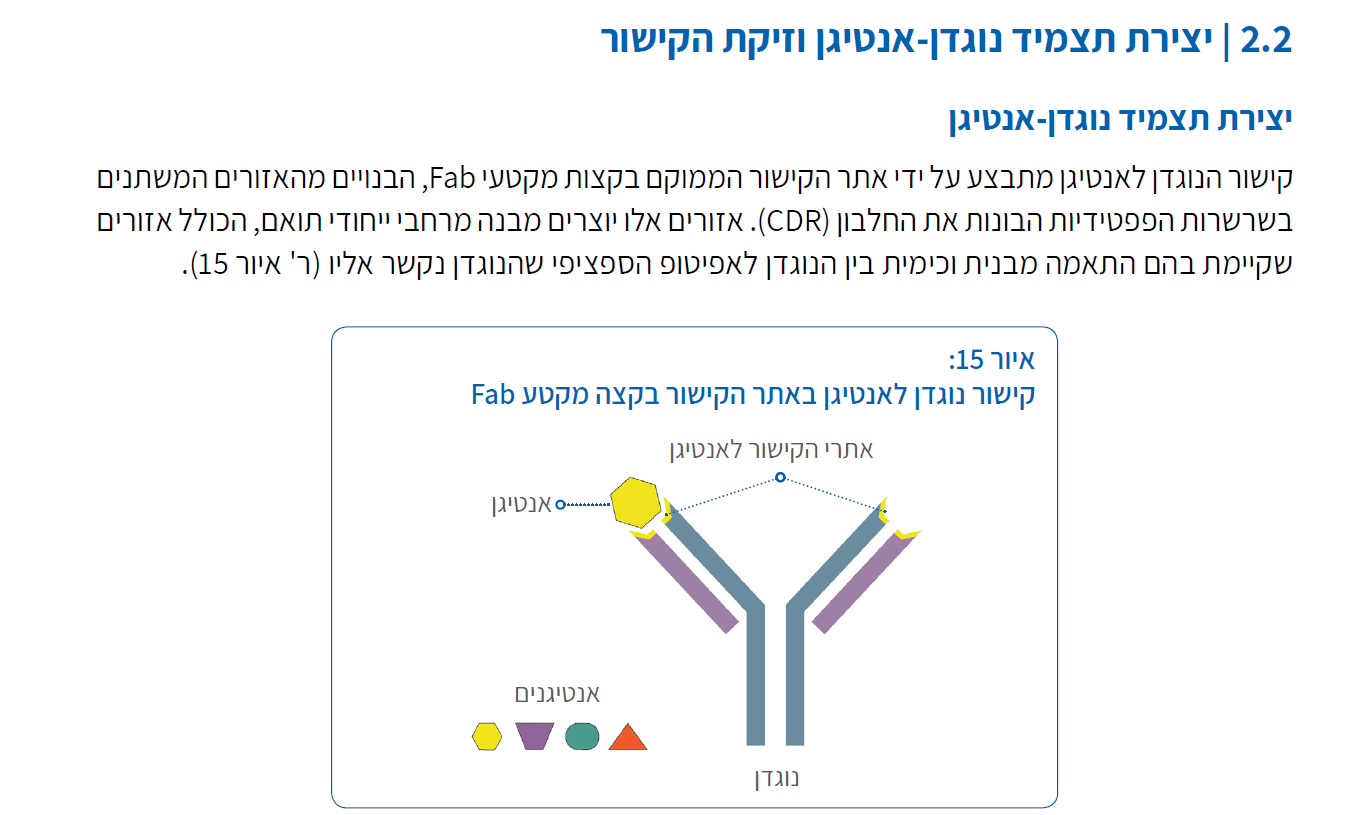 2.2 | יצירת תצמיד נוגדן-אנטיגן וזיקת הקישור
יצירת תצמיד נוגדן-אנטיגן
קישור הנוגדן לאנטיגן מתבצע על ידי אתר הקישור הממוקם בקצות מקטעי Fab, הבנויים מהאזורים המשתנים
בשרשרות הפפטידיות הבונות את החלבון (CDR). אזורים אלו יוצרים מבנה מרחבי ייחודי תואם, הכולל אזורים
שקיימת בהם התאמה מבנית וכימית בין הנוגדן לאפיטופ הספציפי שהנוגדן נקשר אליו (ר' איור 15).
איור 15:
קישור נוגדן לאנטיגן באתר הקישור בקצה מקטע Fab
אתרי הקישור לאנטיגן
אנטיגן
אנטיגנים
נוגדן